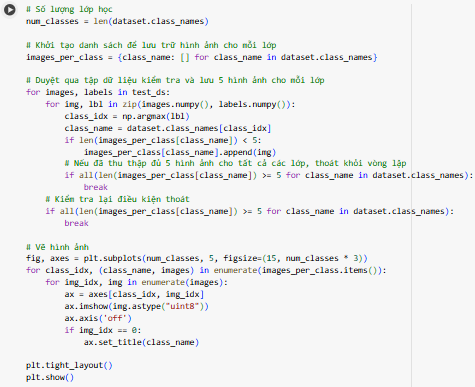 # Số lượng lớp học
num_classes = len(dataset.class_names)

# Khởi tạo danh sách để lưu trữ hình ảnh cho mỗi lớp
images_per_class = {class_name: [] for class_name in dataset.class_names}

# Duyệt qua tập dữ liệu kiểm tra và lưu 5 hình ảnh cho mỗi lớp
for images, labels in test_ds:
    for img, lbl in zip(images.numpy(), labels.numpy()):
        class_idx = np.argmax(lbl)
        class_name = dataset.class_names[class_idx]
        if len(images_per_class[class_name]) < 5:
            images_per_class[class_name].append(img)
        # Nếu đã thu thập đủ 5 hình ảnh cho tất cả các lớp, thoát khỏi vòng lặp
        if all(len(images_per_class[class_name]) >= 5 for class_name in dataset.class_names):
            break
    # Kiểm tra lại điều kiện thoát
    if all(len(images_per_class[class_name]) >= 5 for class_name in dataset.class_names):
        break

# Vẽ hình ảnh
fig, axes = plt.subplots(num_classes, 5, figsize=(15, num_classes * 3))
for class_idx, (class_name, images) in enumerate(images_per_class.items()):
    for img_idx, img in enumerate(images):
        ax = axes[class_idx, img_idx]
        ax.imshow(img.astype("uint8"))
        ax.axis('off')
        if img_idx == 0:
            ax.set_title(class_name)

plt.tight_layout()
plt.show()